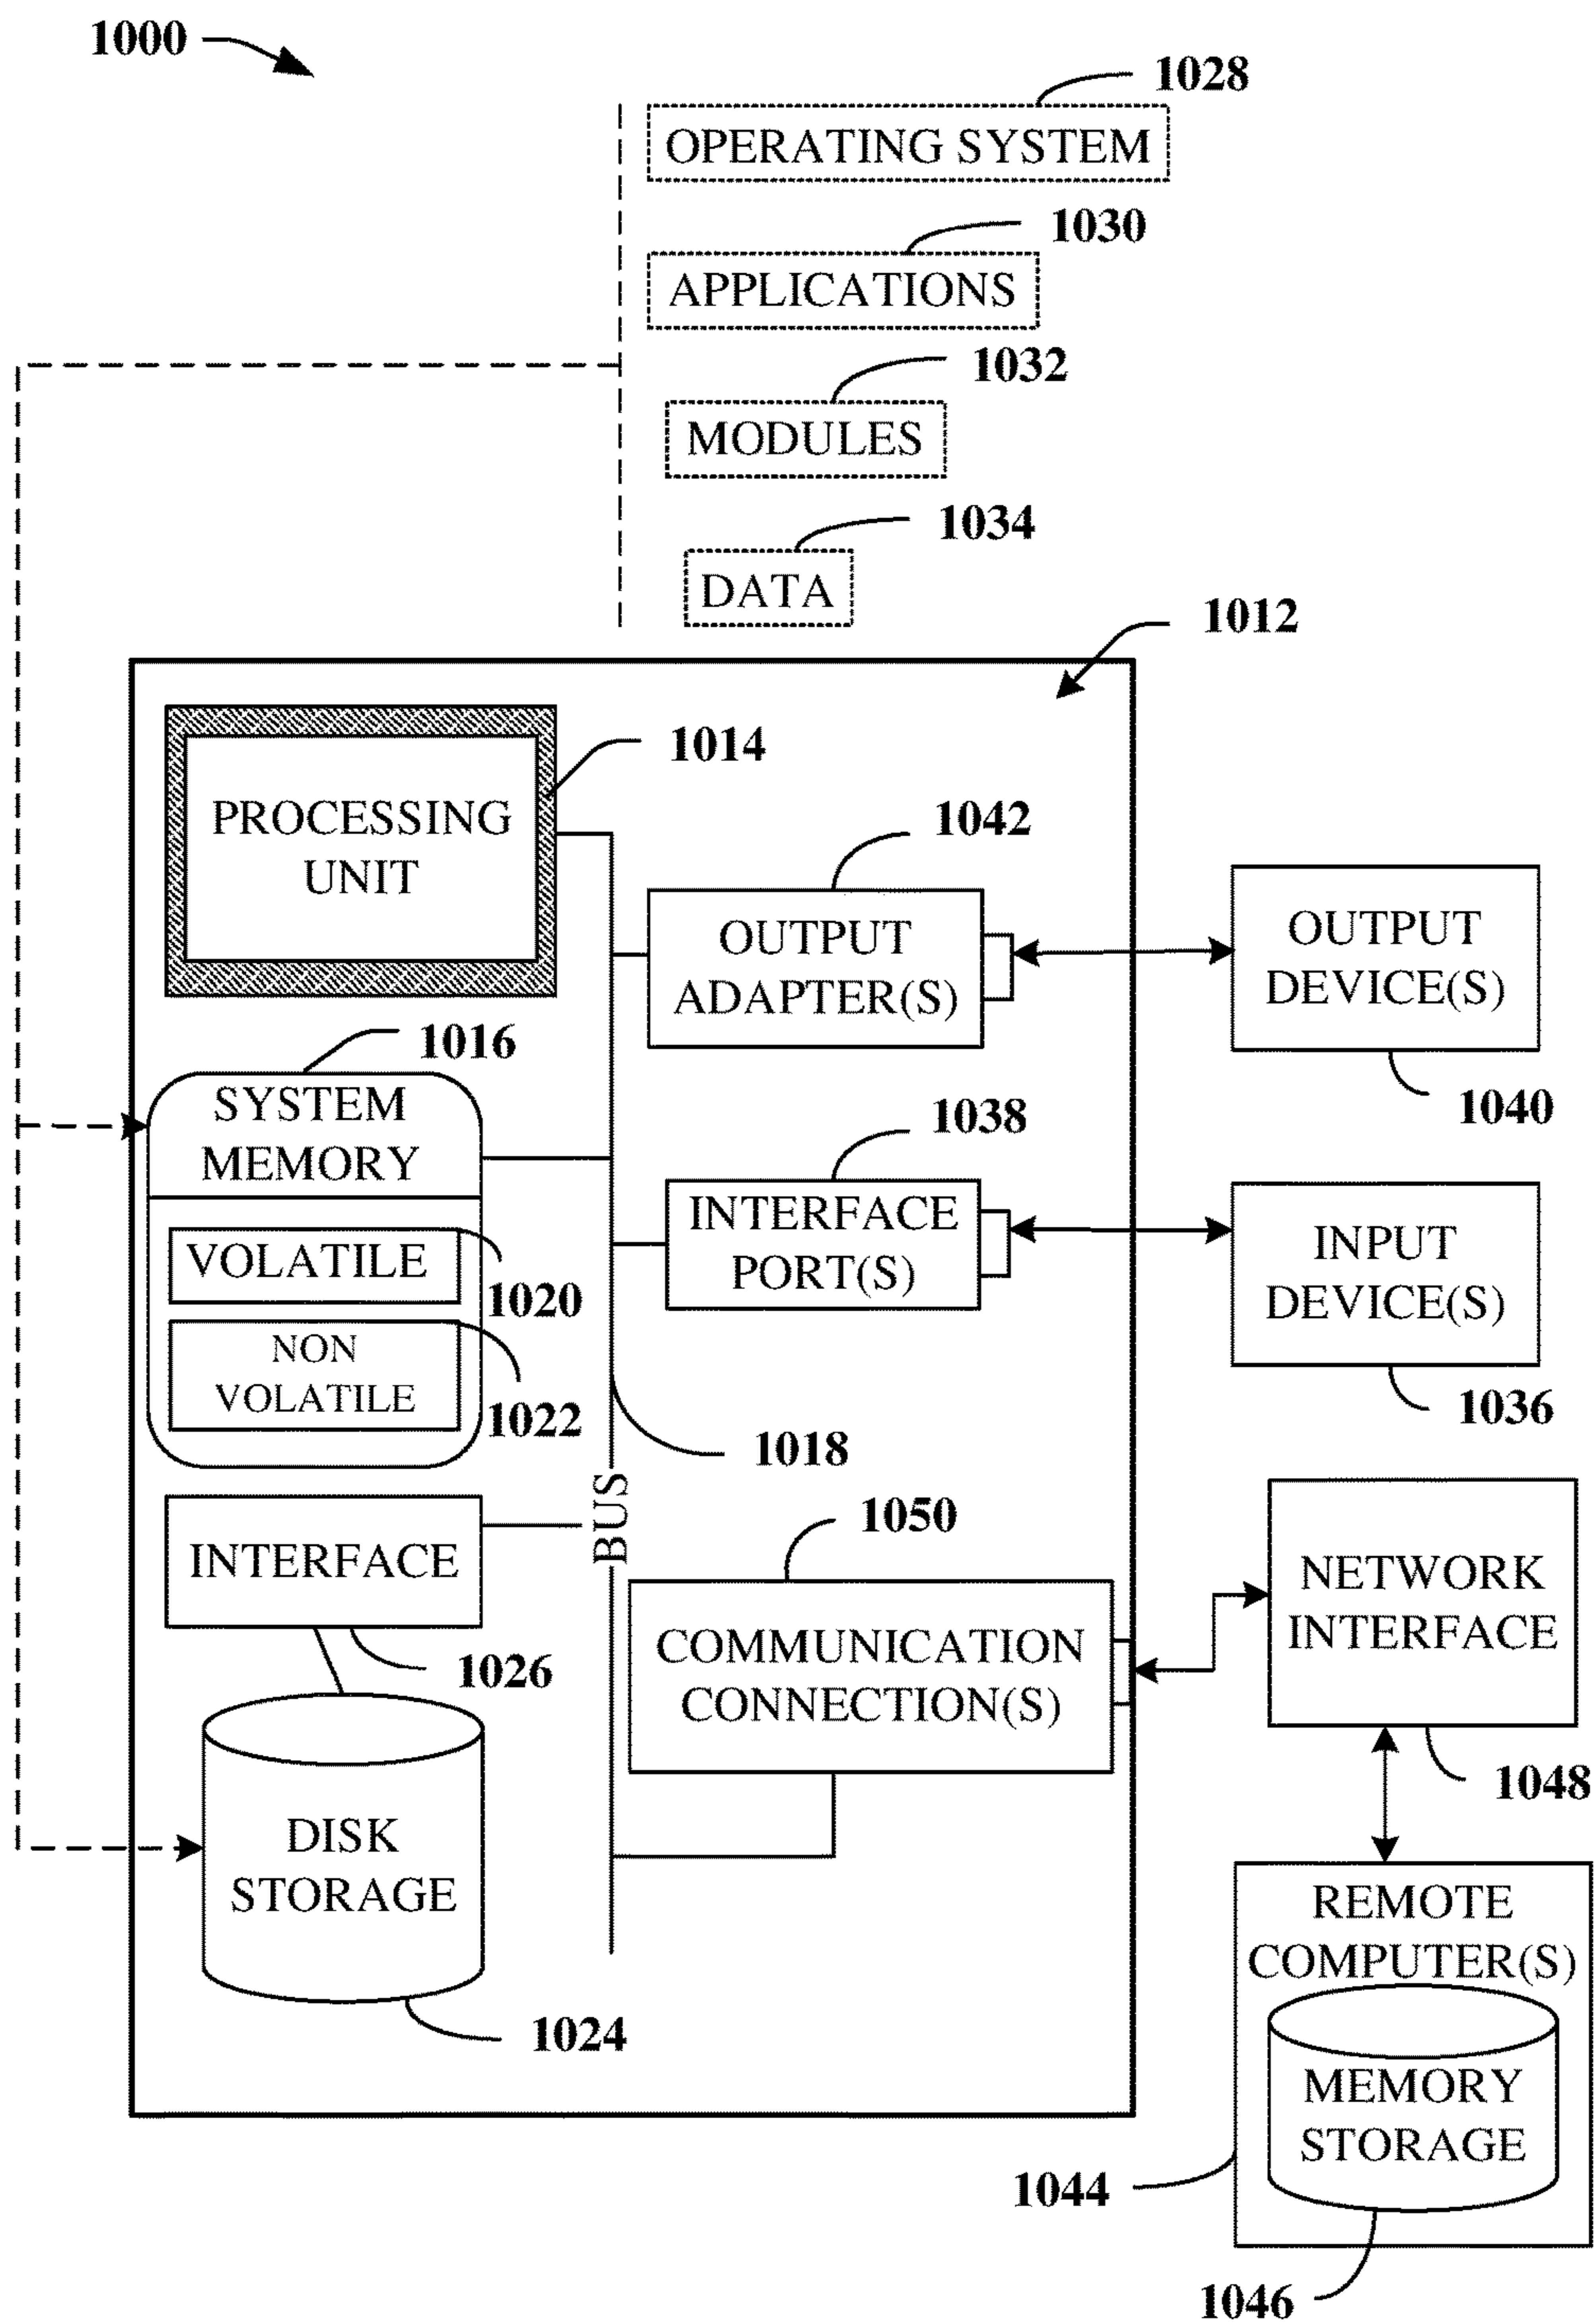 1000
1028
OPERATING SYSTEM
1030
APPLICATIONS
1032
MODULES
1034
DATA
1012
1014
PROCESSING
UNIT
1042
OUTPUT
ADAPTER(S)
OUTPUT
DEVICE(S)
1040
1016
SYSTEM
MEMORY
1038
INTERFACE
PORT(S)
INPUT
DEVICE(S)
1036
VOLATILE
1020
NON
VOLATILE
1022
1018
BUS
INTERFACE
1026
1050
COMMUNICATION
CONNECTION(S)
NETWORK
INTERFACE
1048
DISK
STORAGE
1024
REMOTE
COMPUTER(S)
MEMORY
STORAGE
1044
1046